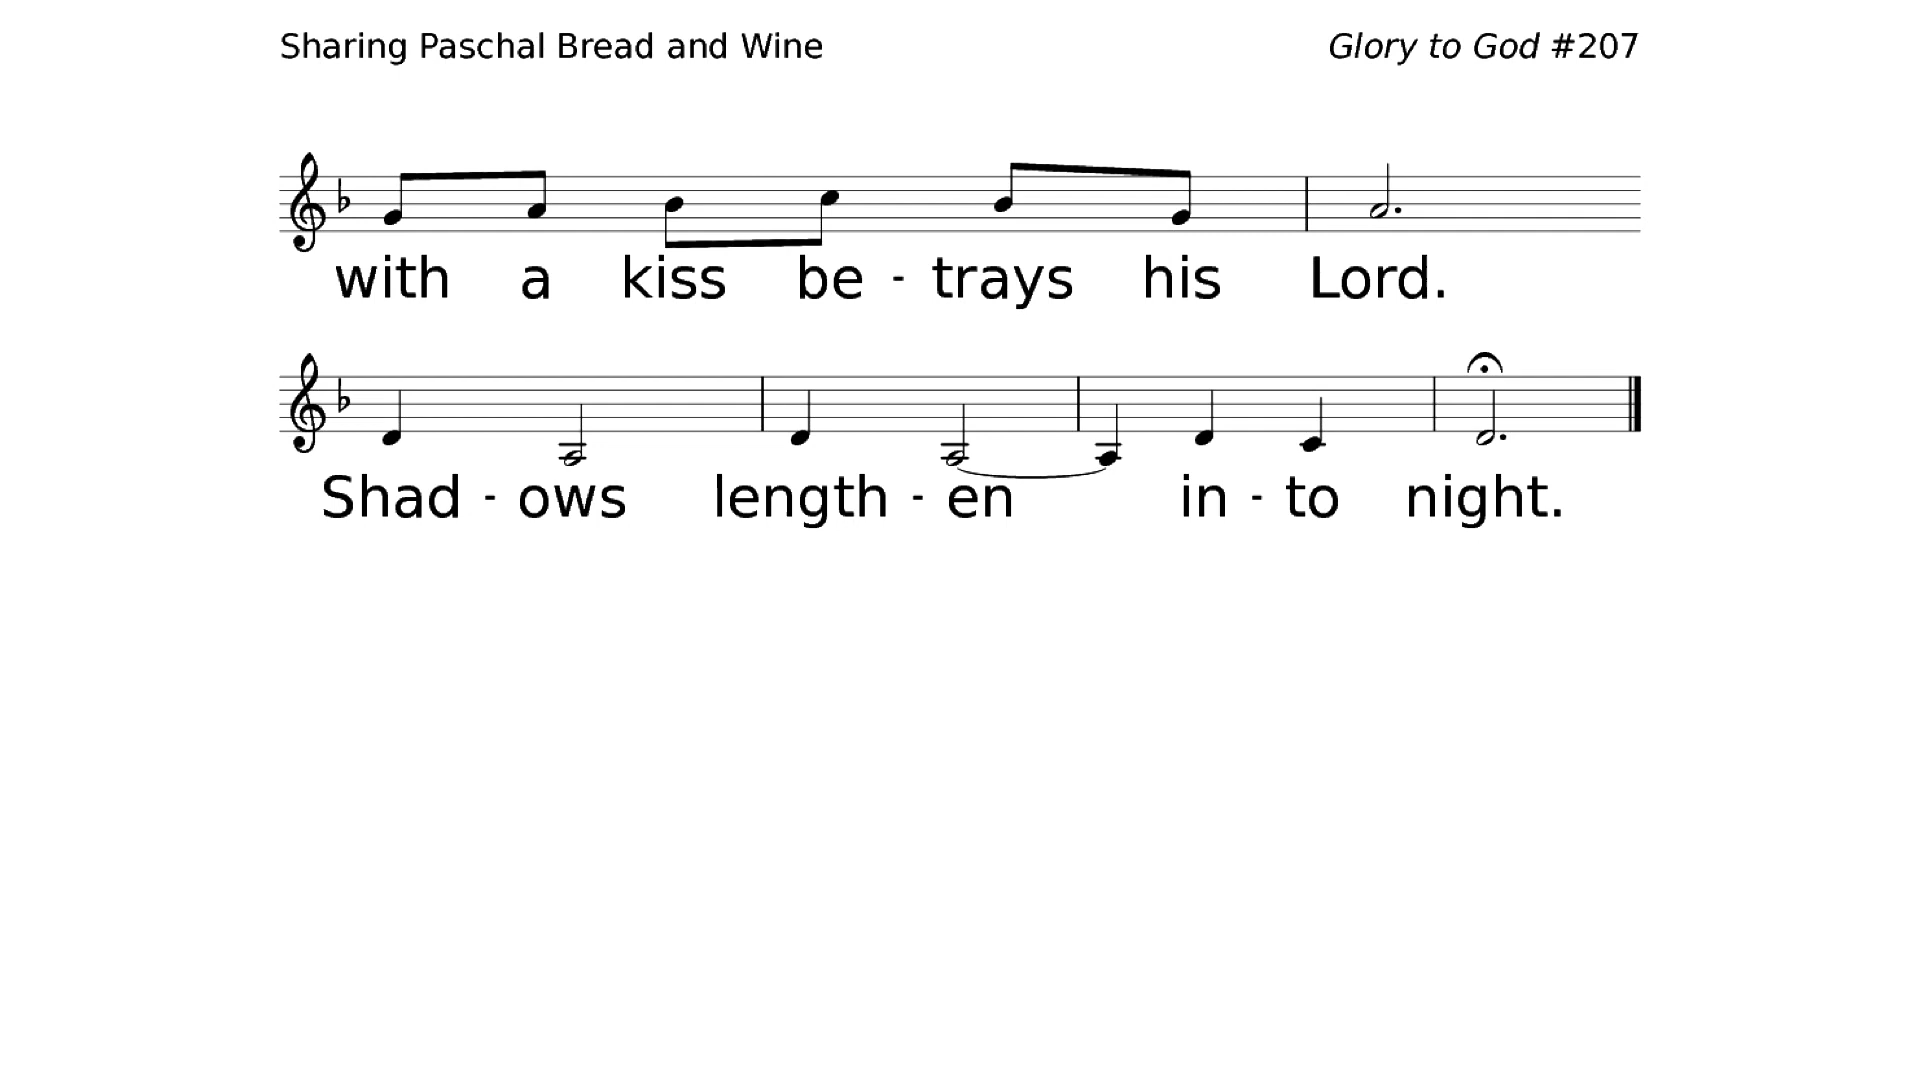 Sharing Paschal Bread and Wine Glory to God #207
with a kiss be - trays his Lord.
Shad - ows length - en in - to night.